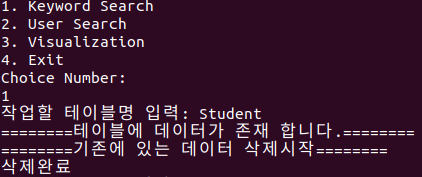 1. Keyword Search
2. User Search
3. Visualization
4. Exit
Choice Number:
1
작업할 테이블명 입력: Student
========테이블에 데이터가 존재 합니다.========
========기존에 있는 데이터 삭제시작========
삭제완료